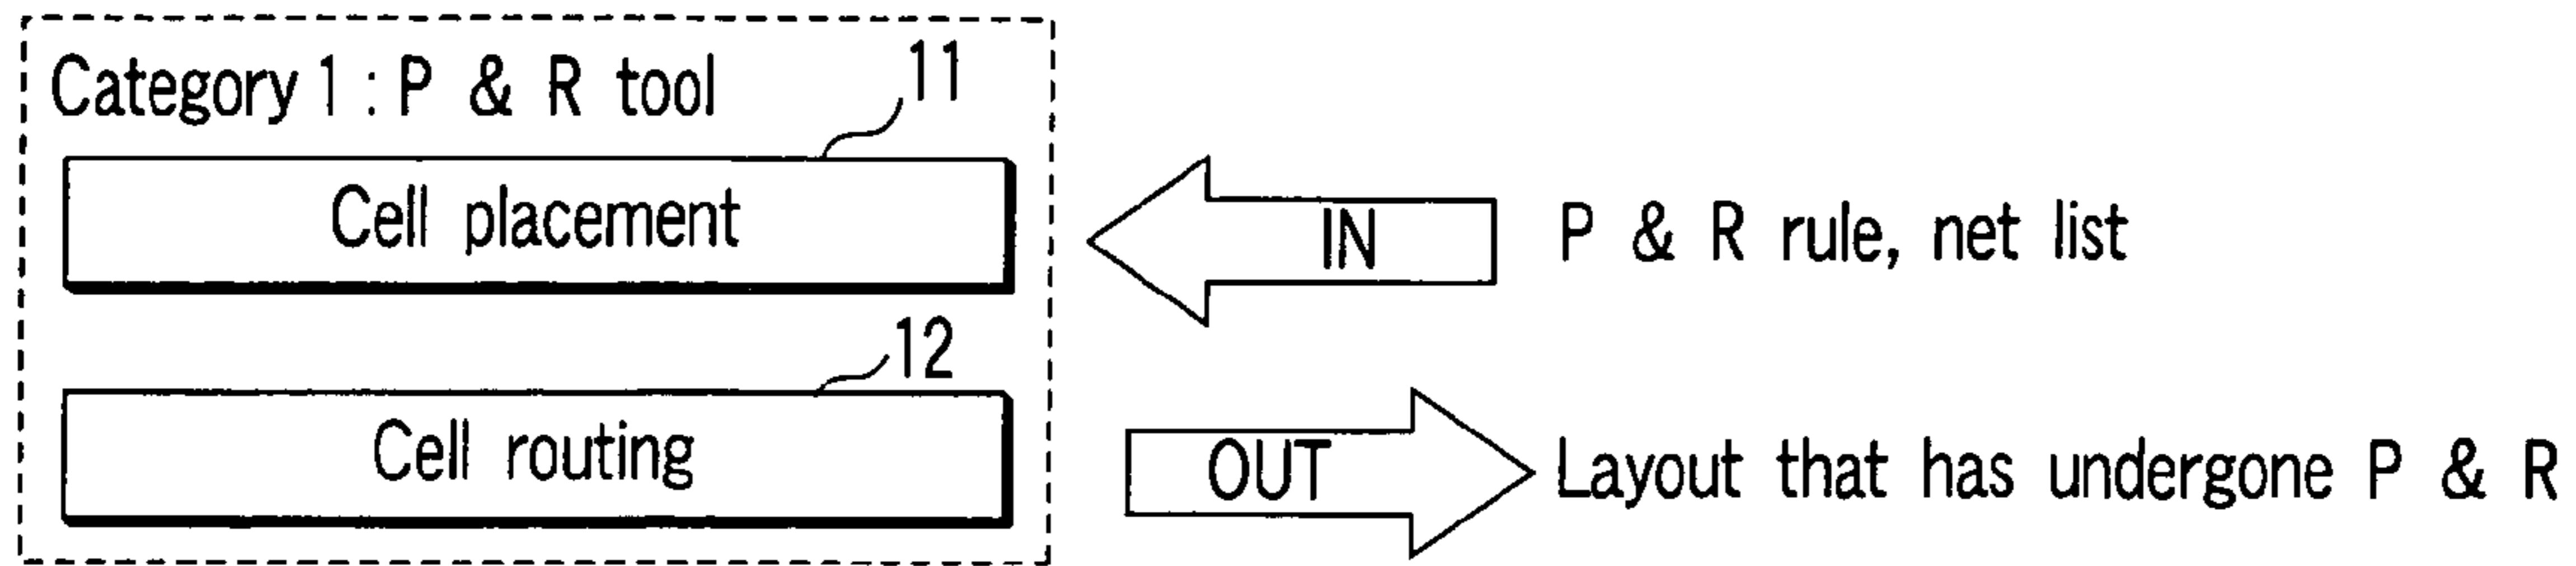 Category 1 : P & R tool
11
Cell placement
IN
P & R rule, net list
12
Cell routing
OUT
Layout that has undergone P & R